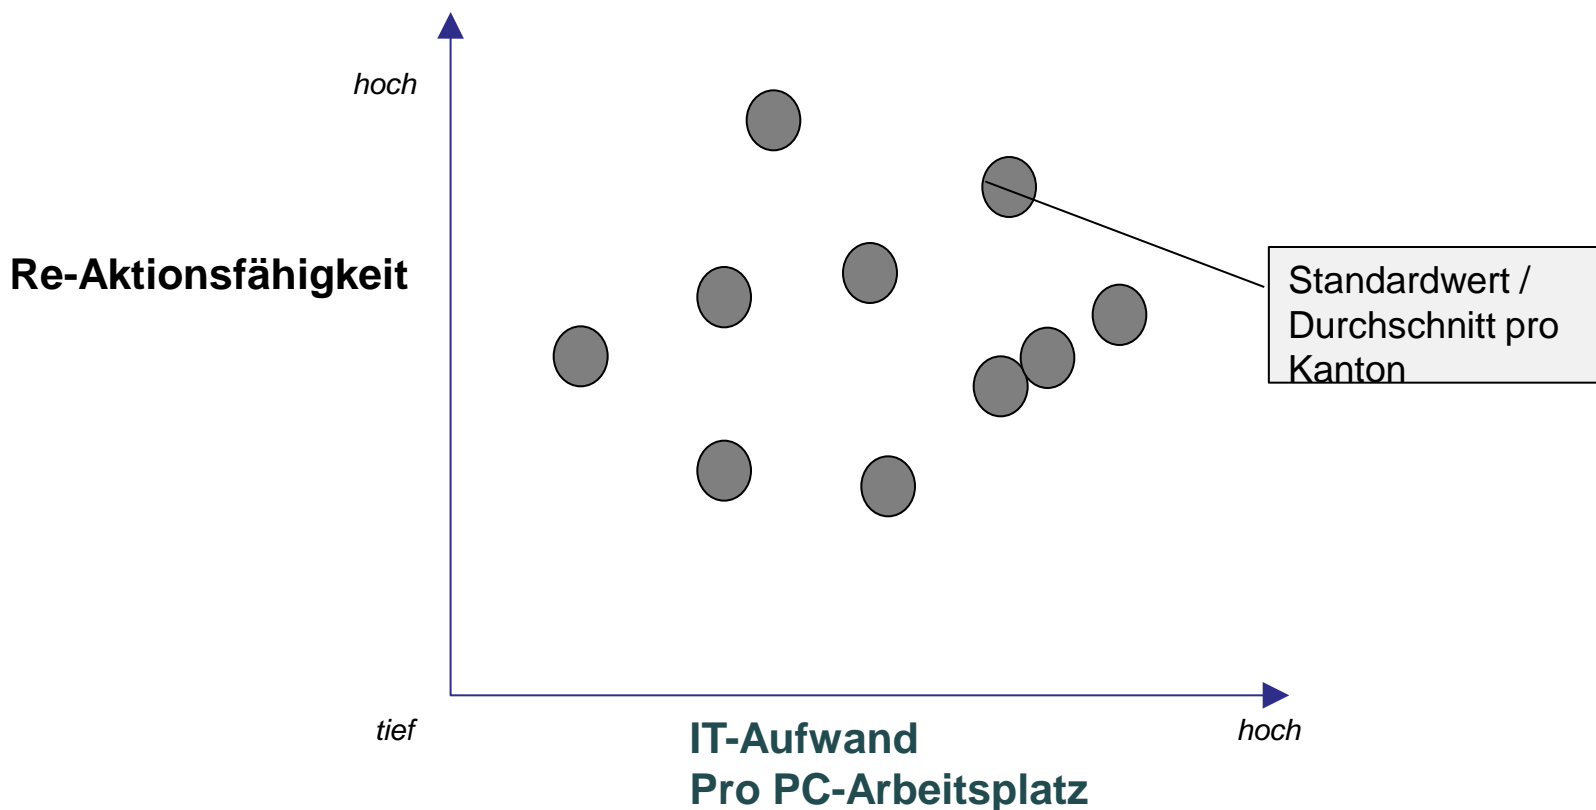 hoch
Re-Aktionsfähigkeit
Standardwert /
Durchschnitt pro
Kanton
tief
IT-Aufwand
Pro PC-Arbeitsplatz
hoch